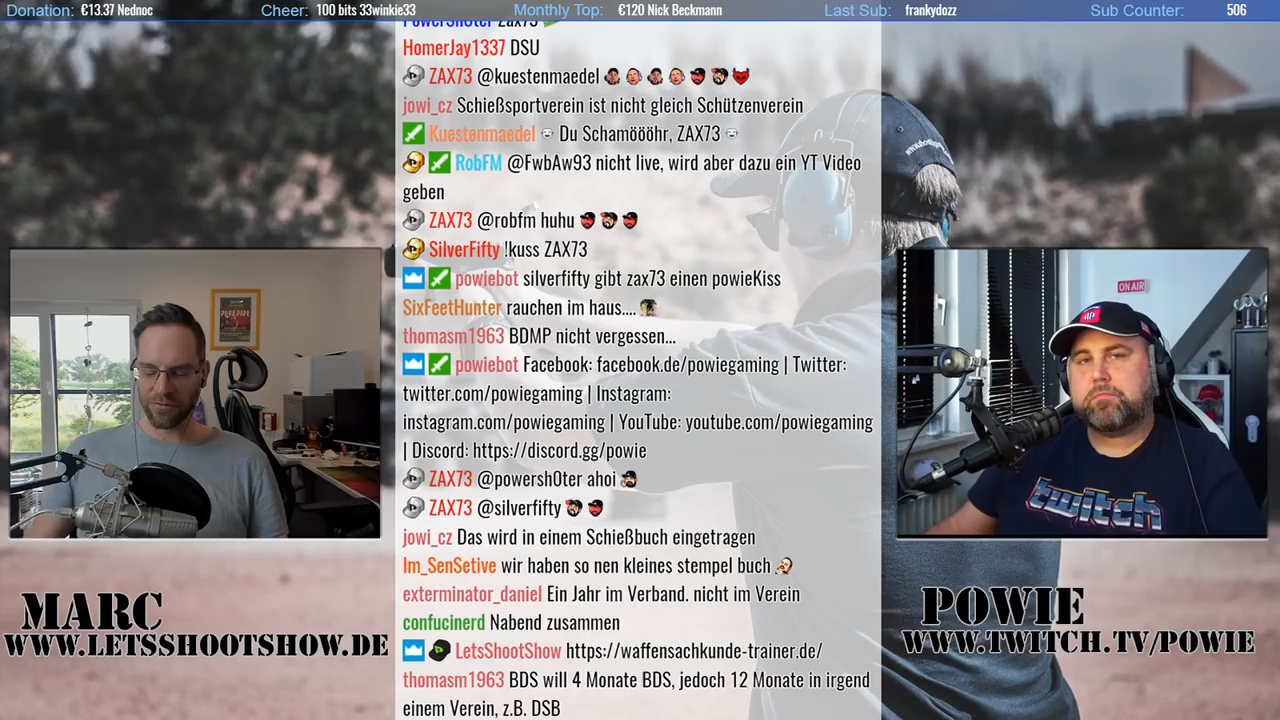 Donation: €13.37 Nednoc Cheer: 100 bits 33winkie33 Monthly Top: €120 Nick Beckmann Last Sub: frankydozz Sub Counter: 506
HomerJay1337 DSU
ZAX73 @kuestenmaedel
jowi_cz Schießsportverein ist nicht gleich Schützenverein
Kuestenmaedel Du Schamöööhr, ZAX73
RobFM @FwbAw93 nicht live, wird aber dazu ein YT Video
geben
ZAX73 @robfm huhu
SilverFifty !kuss ZAX73
powiebot silverfifty gibt zax73 einen powieKiss
SixFeetHunter rauchen im haus....
thomasm1963 BDMP nicht vergessen...
powiebot Facebook: facebook.de/powiegaming | Twitter:
twitter.com/powiegaming | Instagram:
instagram.com/powiegaming | YouTube: youtube.com/powiegaming
| Discord: https://discord.gg/powie
ZAX73 @powersh0ter ahoi
ZAX73 @silverfifty
jowi_cz Das wird in einem Schießbuch eingetragen
Im_SenSetive wir haben so nen kleines stempel buch
exterminator_daniel Ein Jahr im Verband. nicht im Verein
confucinerd Nabend zusammen
LetsShootShow https://waffensachkunde-trainer.de/
thomasm1963 BDS will 4 Monate BDS, jedoch 12 Monate in irgend
einem Verein, z.B. DSB
MARC
WWW.LETSSHOOTSHOW.DE
ON AIR
twitch
POWIE
WWW.TWITCH.TV/POWIE